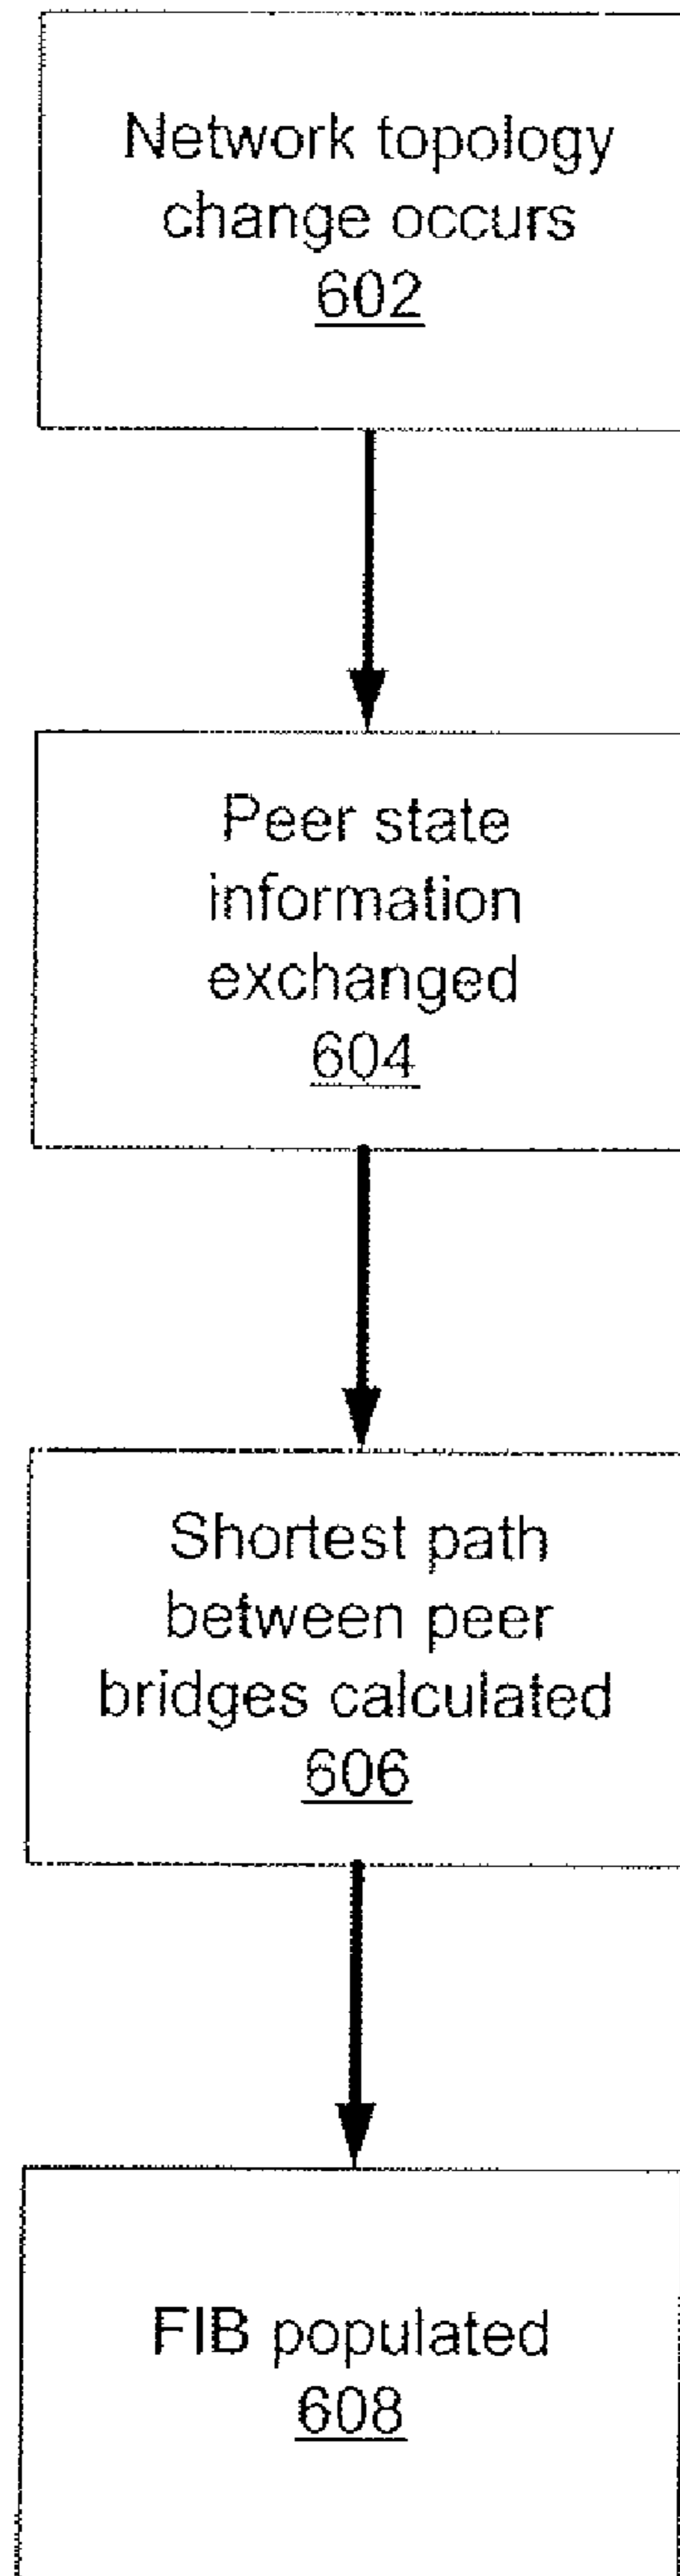 Network topology
change occurs
602
Peer state
information
exchanged
604
Shortest path
between peer
bridges calculated
606
FIB populated
608